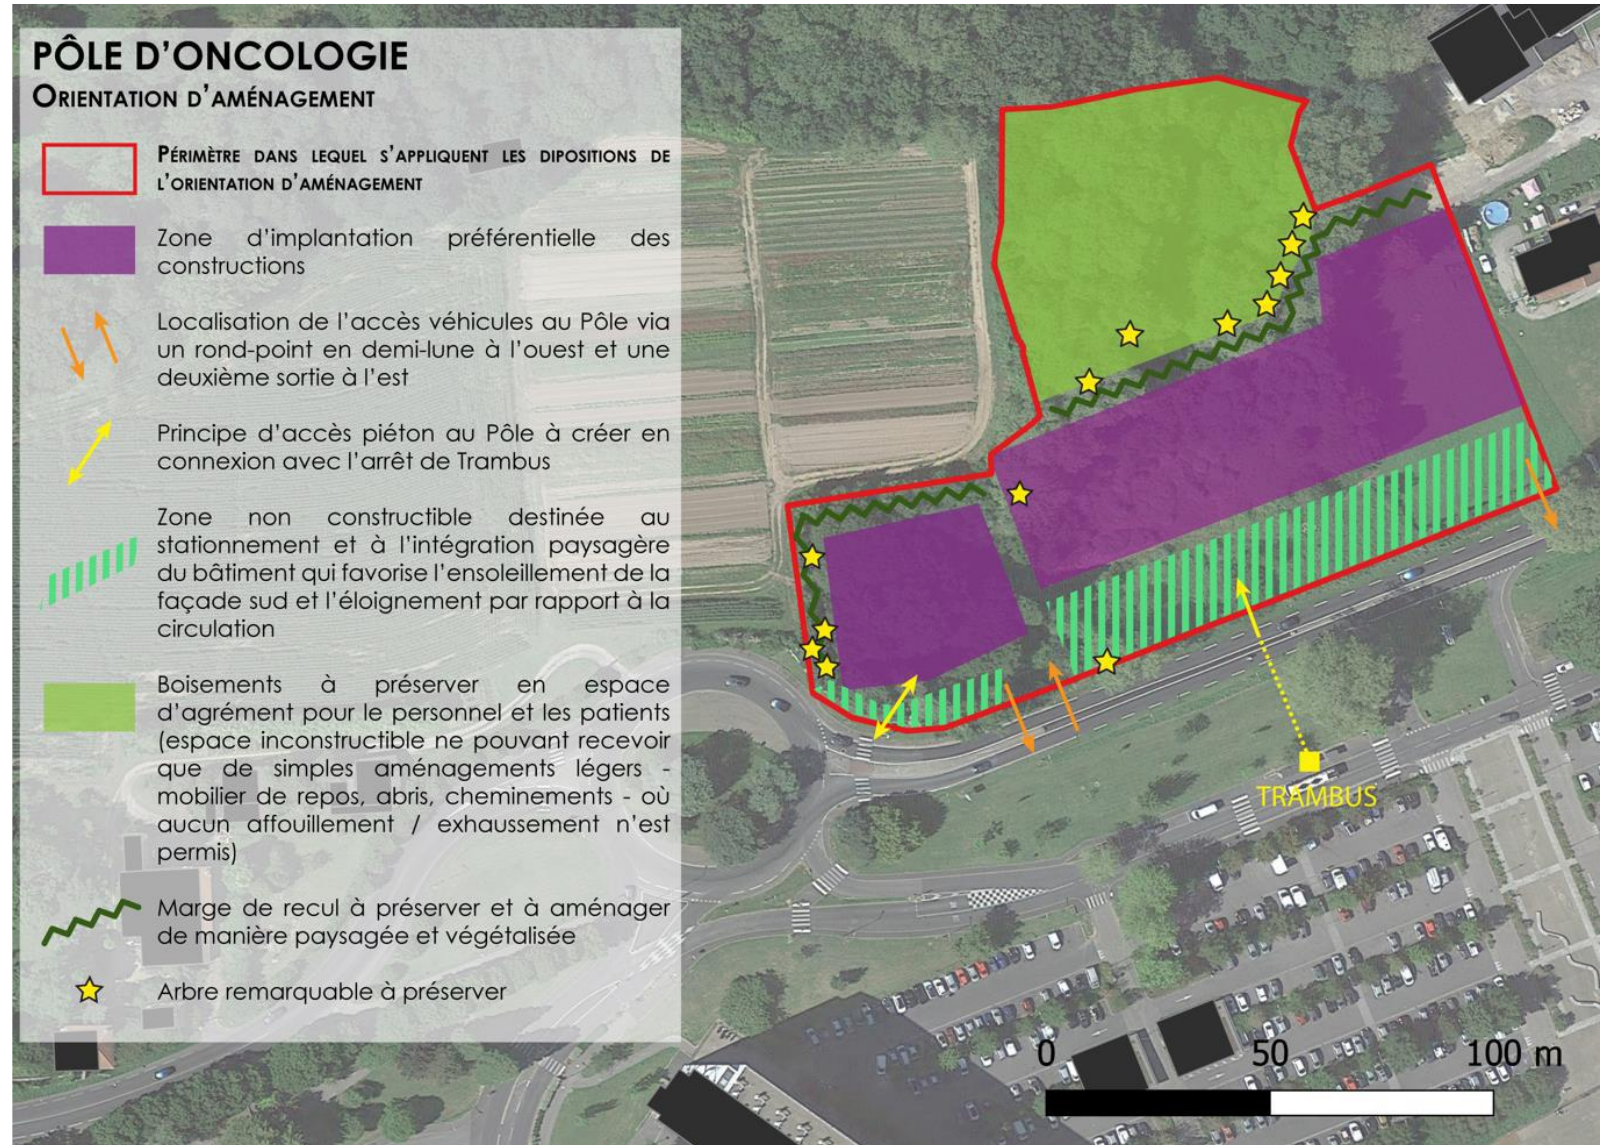 PÔLE D'ONCOLOGIE
ORIENTATION D'AMÉNAGEMENT
PÉRIMÈTRE DANS LEQUEL S'APPLIQUENT LES DIPOSITIONS DE
L'ORIENTATION D'AMÉNAGEMENT
Zone d'implantation préférentielle des
constructions
Localisation de l'accès véhicules au Pôle via
un rond-point en demi-lune à l'ouest et une
deuxième sortie à l'est
Principe d'accès piéton au Pôle à créer en
connexion avec l'arrêt de Trambus
Zone non constructible destinée au
stationnement et à l'intégration paysagère
du bâtiment qui favorise l'ensoleillement de la
façade sud et l'éloignement par rapport à la
circulation
Boisements à préserver en espace
d'agrément pour le personnel et les patients
(espace inconstructible ne pouvant recevoir
que de simples aménagements légers -
mobilier de repos, abris, cheminements - où
aucun affouillement / exhaussement n'est
permis)
Marge de recul à préserver et à aménager
de manière paysagée et végétalisée
Arbre remarquable à préserver
TRAMBUS
0 50 100 m